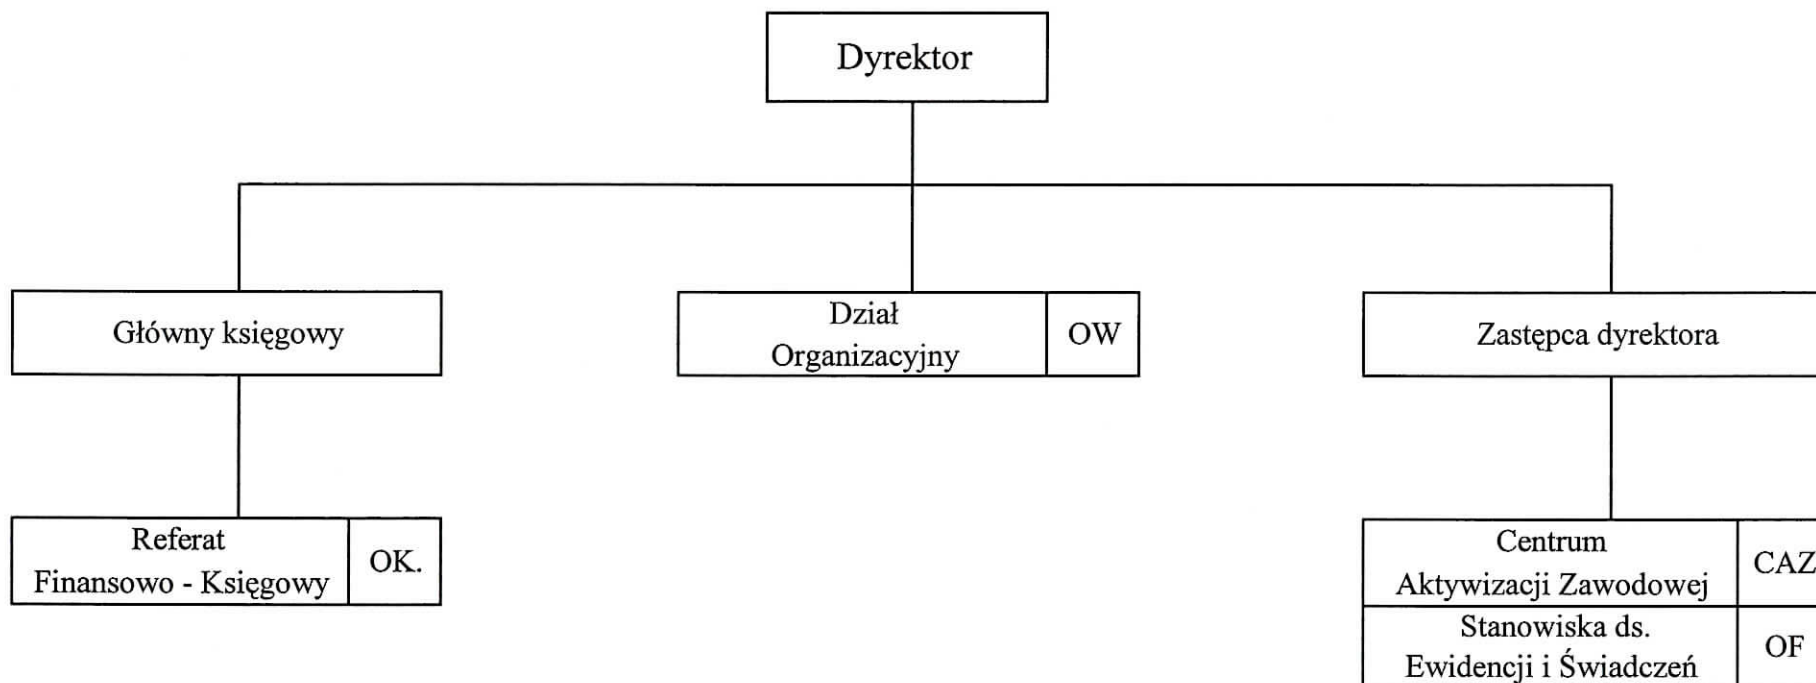 Dyrektor
Główny księgowy
Dział
Organizacyjny
OW
Zastępca dyrektora
Referat
Finansowo - Księgowy
OK.
Centrum
Aktywizacji Zawodowej
CAZ
Stanowiska ds.
Ewidencji i Świadczeń
OF